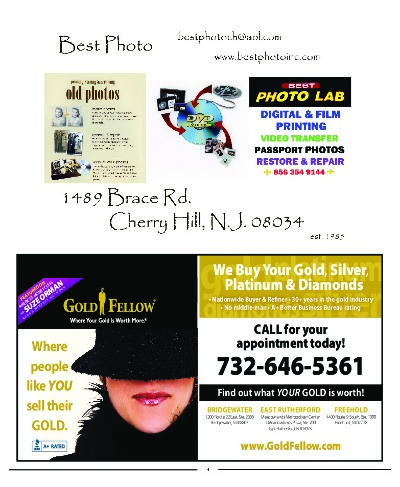 Best Photo
bestphotoch@aol.com
www.bestphotoinc.com
old photos
DVD
BEST
PHOTO LAB
DIGITAL & FILM
PRINTING
VIDEO TRANSFER
PASSPORT PHOTOS
RESTORE & REPAIR
856 354 9144
1489 Brace Rd.
Cherry Hill, N.J. 08034
est. 1985
SUZE ORMAN
GOLD FELLOW
Where Your Gold Is Worth More.
Where
people
like YOU
sell their
GOLD.
BBB
A+ RATED
We Buy Your Gold, Silver,
Platinum & Diamonds
• Nationwide Buyer & Refiner • 30+ years in the gold industry
• No middle-man • A+ Better Business Bureau rating
CALL for your
appointment today!
732-646-5361
Find out what YOUR GOLD is worth!
BRIDGEWATER
EAST RUTHERFORD
FREEHOLD
www.GoldFellow.com